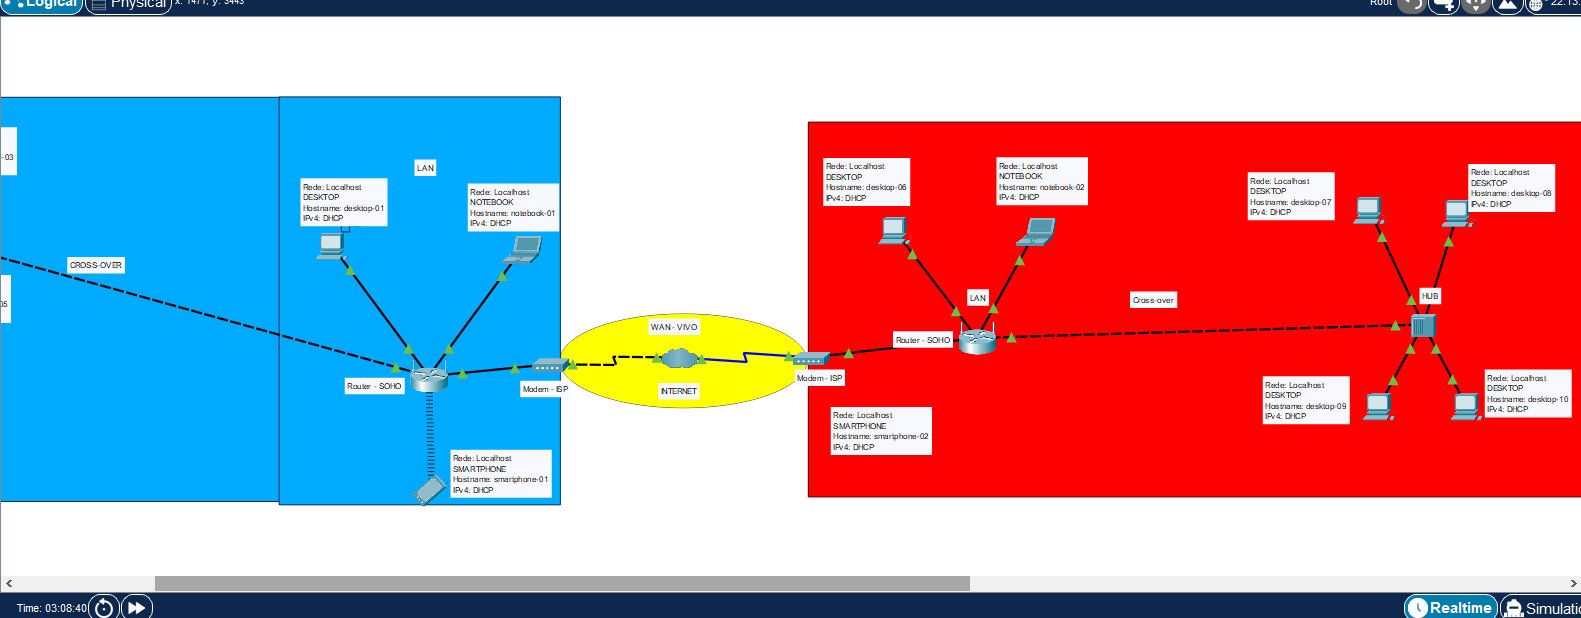 Logical
Physical
x: 1471, y: 3443
Root
22:13:
-03
05
CROSS-OVER
LAN
Rede: Localhost
DESKTOP
Hostname: desktop-01
IPv4: DHCP
Rede: Localhost
NOTEBOOK
Hostname: notebook-01
IPv4: DHCP
Router - SOHO
Modem - ISP
Rede: Localhost
SMARTPHONE
Hostname: smartphone-01
IPv4: DHCP
WAN - VIVO
INTERNET
Rede: Localhost
DESKTOP
Hostname: desktop-06
IPv4: DHCP
Rede: Localhost
NOTEBOOK
Hostname: notebook-02
IPv4: DHCP
LAN
Router - SOHO
Modem - ISP
Rede: Localhost
SMARTPHONE
Hostname: smartphone-02
IPv4: DHCP
Cross-over
Rede: Localhost
DESKTOP
Hostname: desktop-07
IPv4: DHCP
Rede: Localhost
DESKTOP
Hostname: desktop-08
IPv4: DHCP
HUB
Rede: Localhost
DESKTOP
Hostname: desktop-09
IPv4: DHCP
Rede: Localhost
DESKTOP
Hostname: desktop-10
IPv4: DHCP
Time: 03:08:40
Realtime
Simulatio